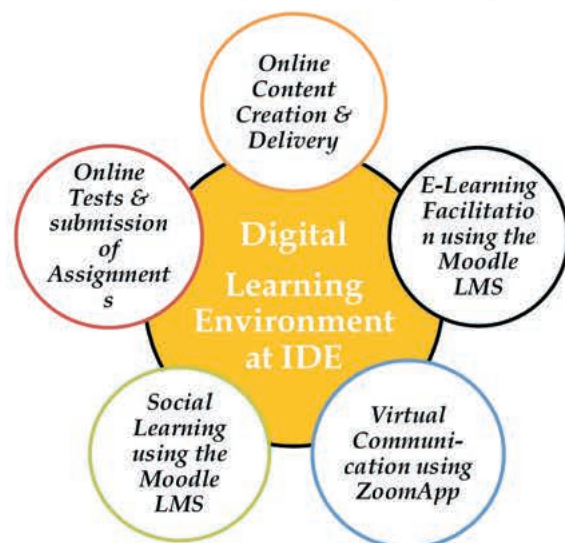 Online
Content
Creation &
Delivery
E-Learning
Facilitatio
n using the
Moodle
LMS
Virtual
Communi-
cation using
ZoomApp
Social
Learning
using the
Moodle
LMS
Online
Tests &
submission
of
Assignment
s
Digital
Learning
Environment
at IDE